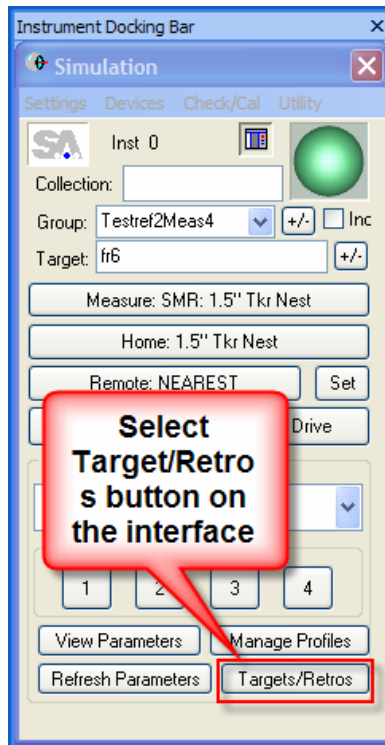 Instrument Docking Bar x
Simulation
Settings Devices Check/Cal Utility
SA Inst 0
Collection:
Group: Testref2Meas4 +/- Inc
Target: fr6 +/-
Measure: SMR: 1.5" Tkr Nest
Home: 1.5" Tkr Nest
Remote: NEAREST Set
Drive
Select
Target/Retro
s button on
the interface
1 2 3 4
View Parameters Manage Profiles
Refresh Parameters Targets/Retros